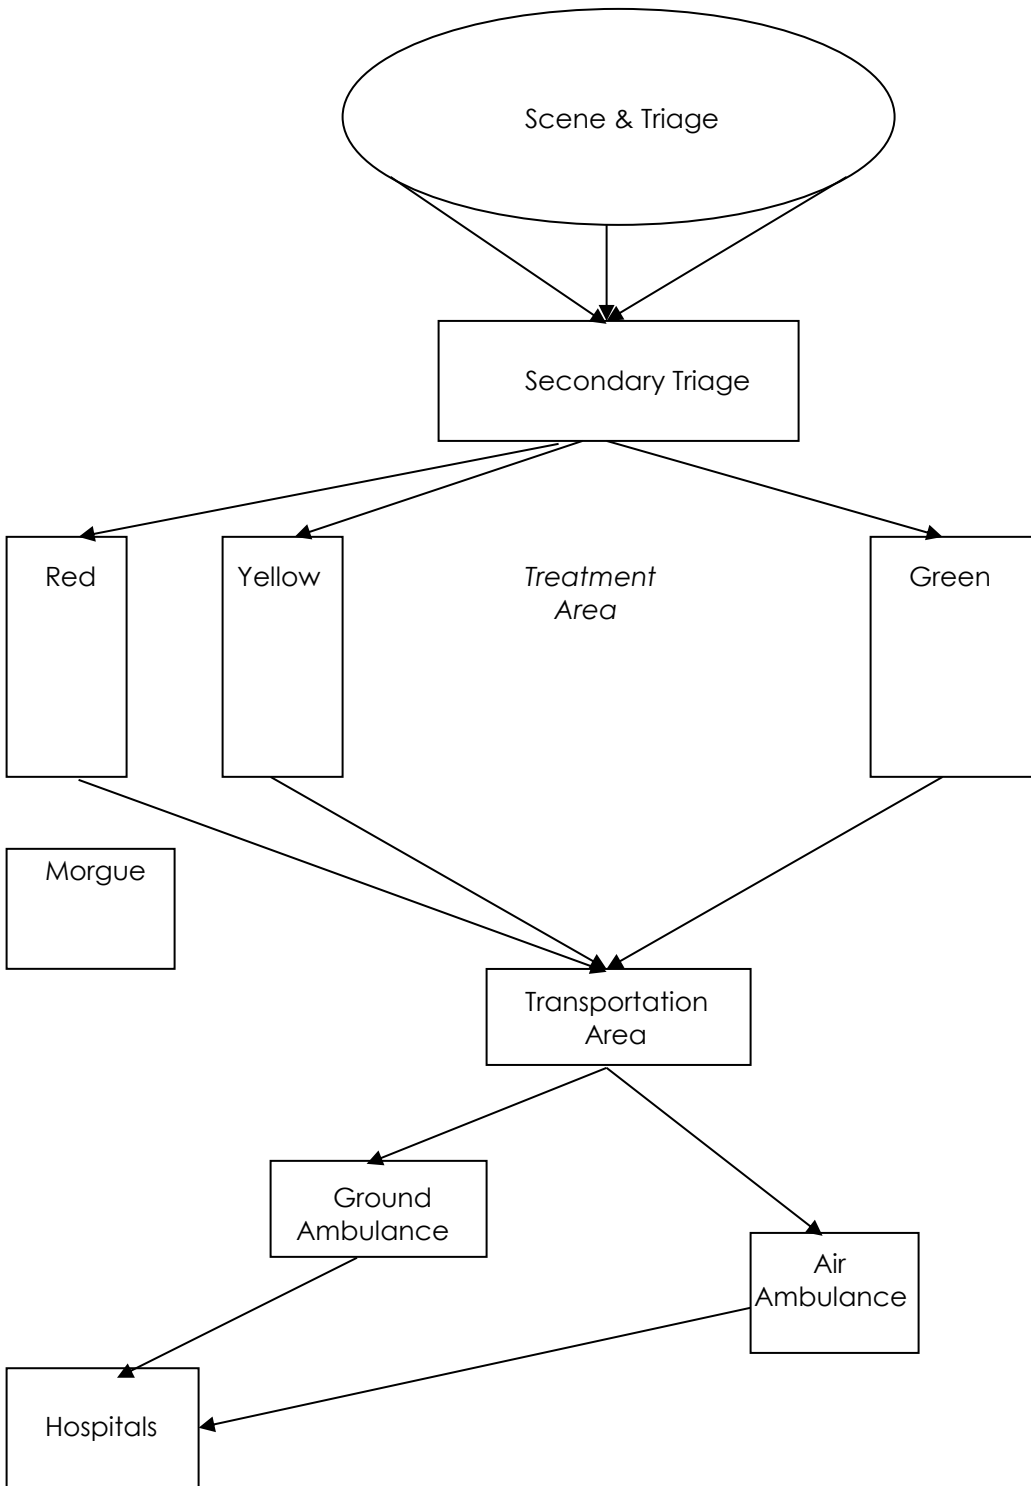 Scene & Triage
Secondary Triage
Red
Yellow
Treatment
Area
Green
Morgue
Transportation
Area
Ground
Ambulance
Air
Ambulance
Hospitals